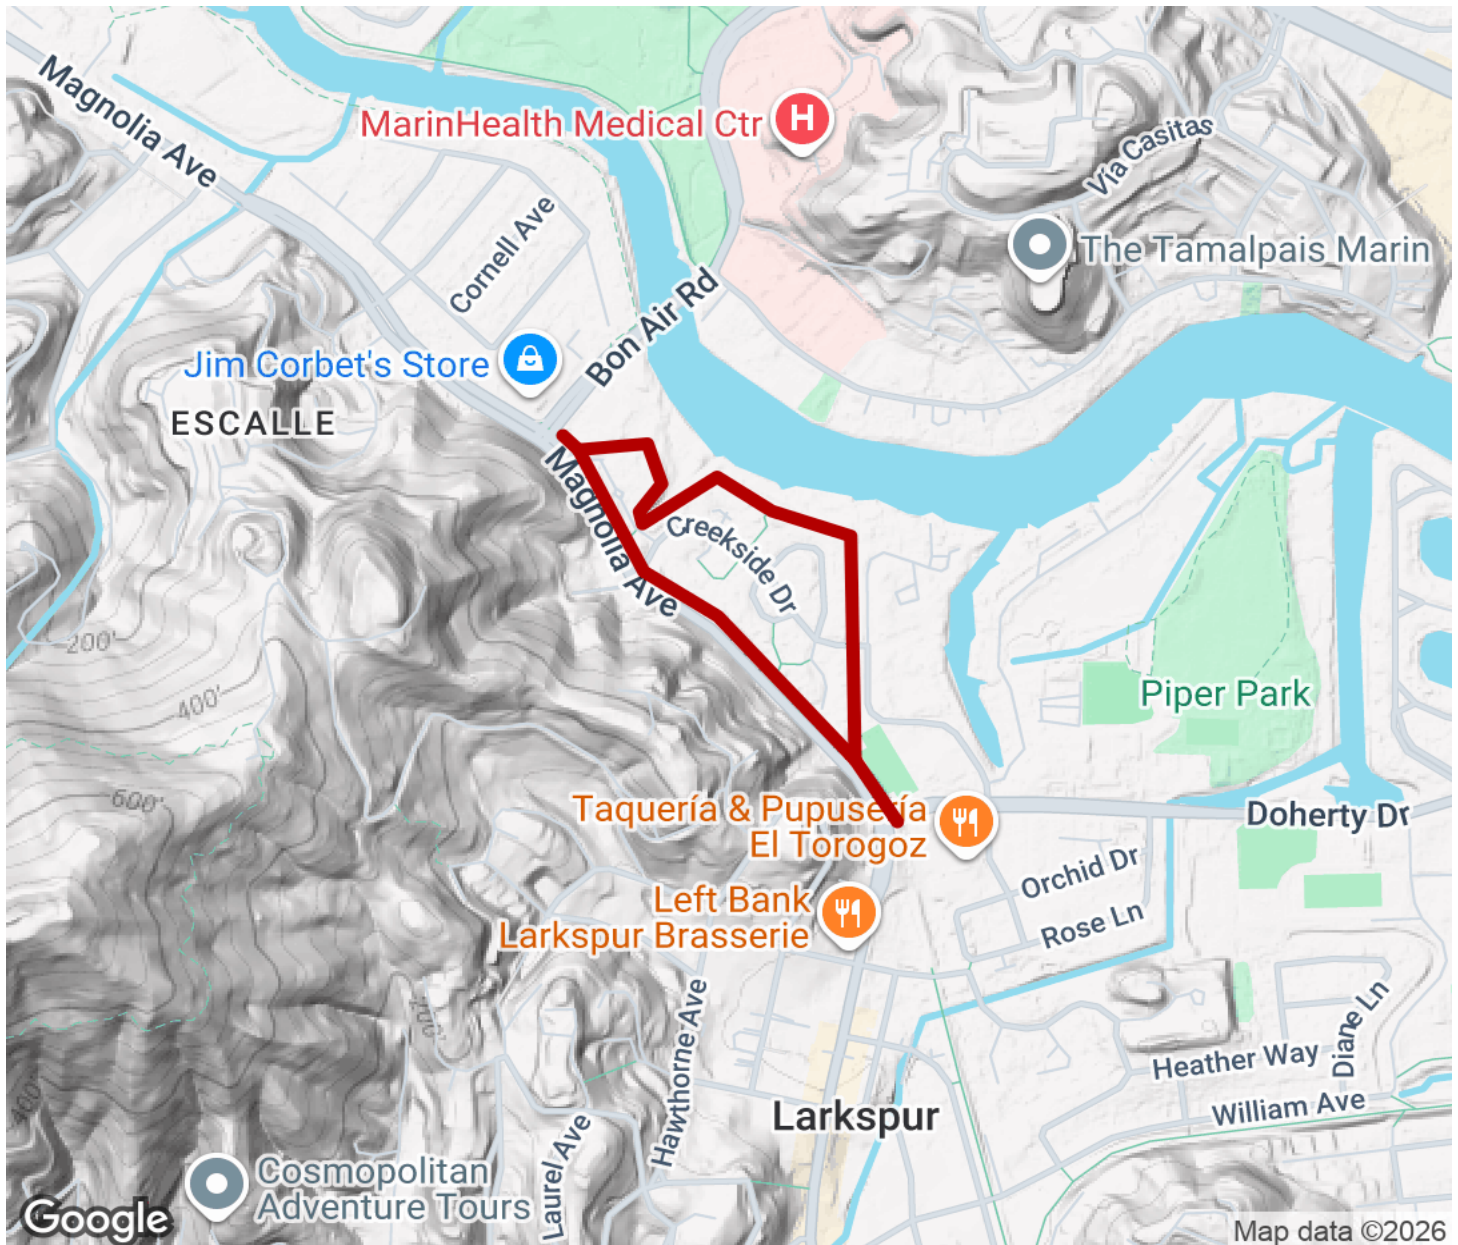 Magnolia Ave
MarinHealth Medical Ctr
H
Vía Casitas
Cornell Ave
The Tamalpais Marin
Bon Air Rd
Jim Corbet's Store
ESCALLE
Magnolia Ave
Creekside Dr
200'
400'
Piper Park
600'
Taquería & Pupusería
El Torogoz
Doherty Dr
Orchid Dr
Left Bank
Larkspur Brasserie
Rose Ln
Hawthorne Ave
Diane Ln
Heather Way
400'
William Ave
Larkspur
Laurel Ave
Cosmopolitan
Adventure Tours
Google
Map data ©2026